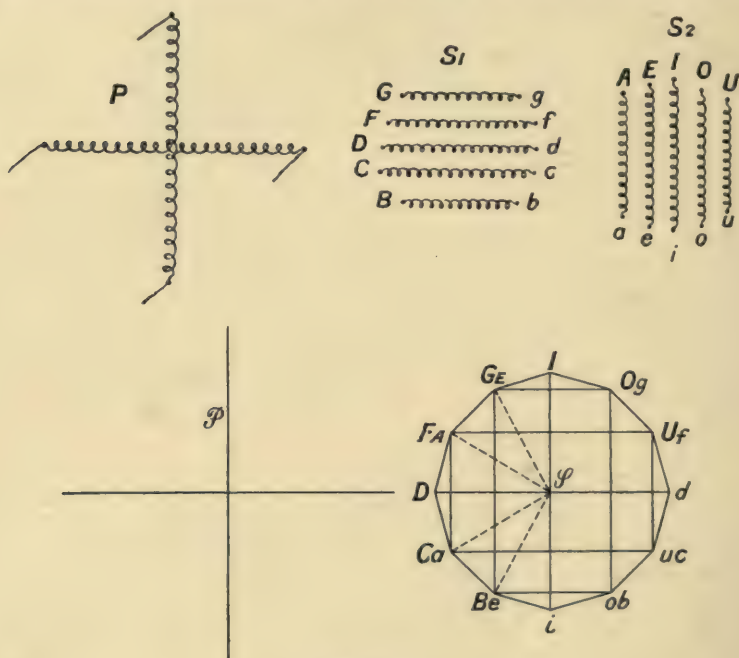 P
S1
G g
F f
D d
C c
B b
S2
A E I O U
a e i o u
𝒫
I
GE Og
FA Uf
D 𝒮 d
Ca uc
Be ob
i